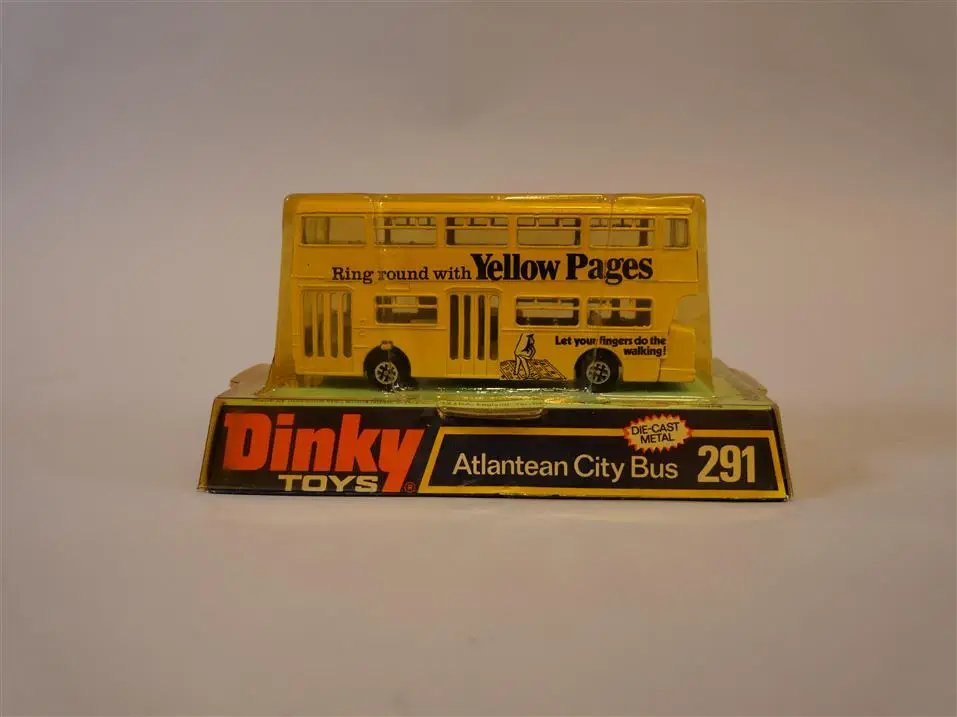 Ring round with Yellow Pages
Let your fingers do the
walking!
Dinky
TOYS®
Atlantean City Bus
DIE-CAST
METAL
291